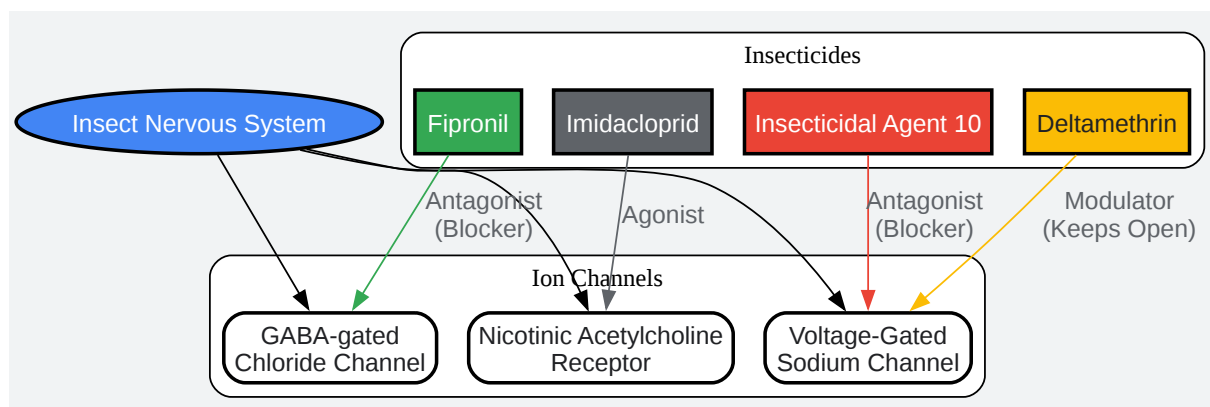 Insecticides
Insect Nervous System
Fipronil
Imidacloprid
Insecticidal Agent 10
Deltamethrin
Antagonist
(Blocker)
Agonist
Antagonist
(Blocker)
Modulator
(Keeps Open)
Ion Channels
GABA-gated
Chloride Channel
Nicotinic Acetylcholine
Receptor
Voltage-Gated
Sodium Channel